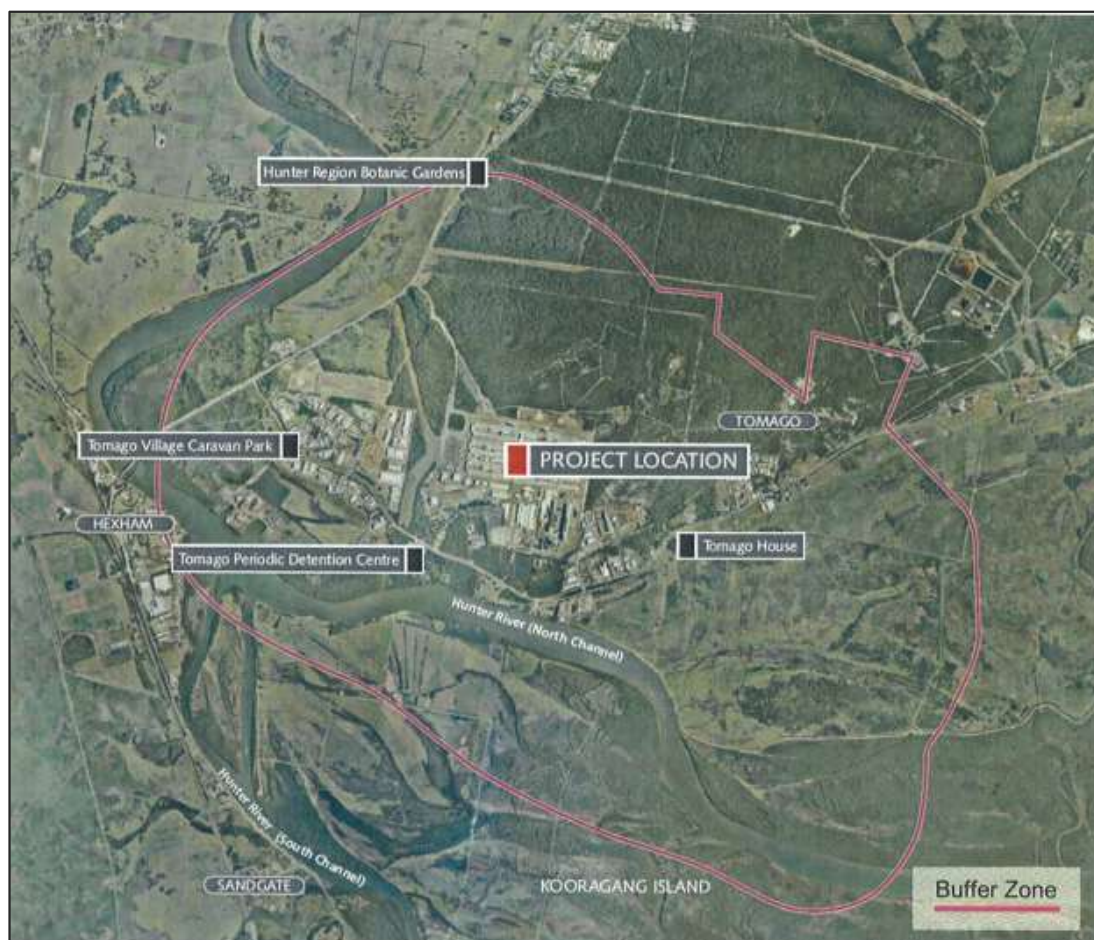 Hunter Region Botanic Gardens
TOMAGO
Tomago Village Caravan Park
PROJECT LOCATION
HEXHAM
Tomago Periodic Detention Centre
Tomago House
Hunter River (North Channel)
Hunter River (South Channel)
SANDGATE
KOORAGANG ISLAND
Buffer Zone